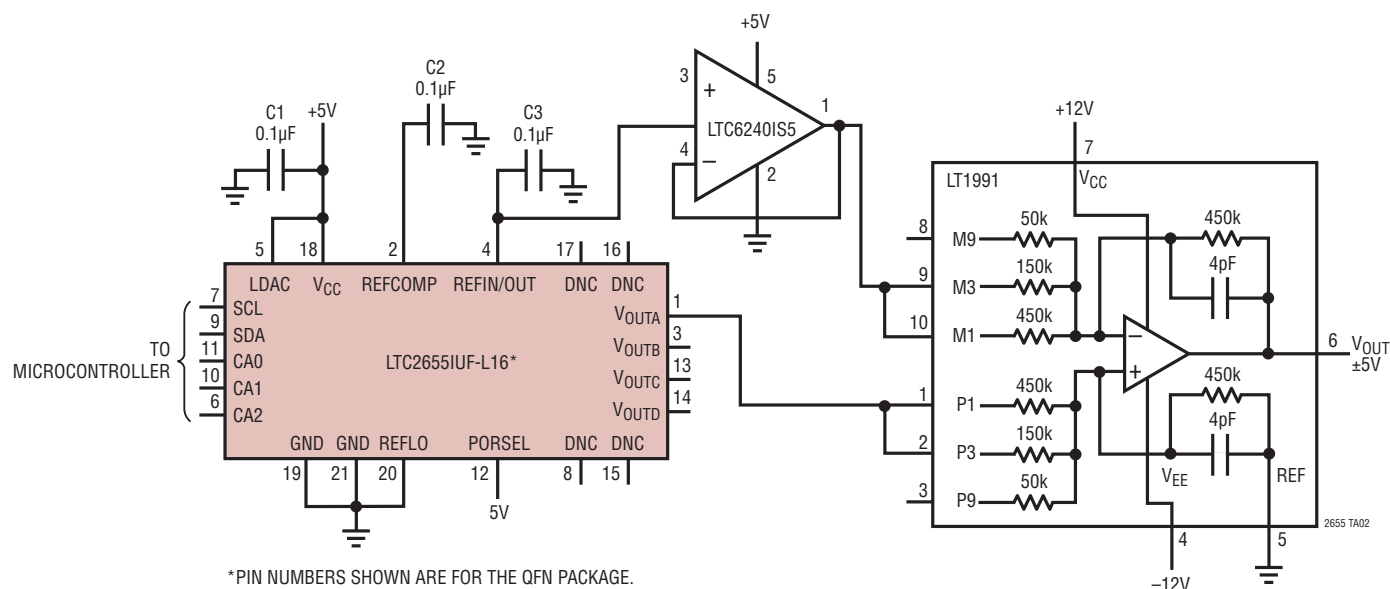 +5V
C2
0.1µF
C1
0.1µF
+5V
C3
0.1µF
3
+
5
1
LTC6240IS5
4
–
2
+12V
7
LT1991
VCC
5
18
2
4
17
16
LDAC
VCC
REFCOMP
REFIN/OUT
DNC
DNC
7
SCL
9
SDA
11
CA0
10
CA1
6
CA2
TO
MICROCONTROLLER
LTC2655IUF-L16*
VOUTA
1
VOUTB
3
VOUTC
13
VOUTD
14
GND
GND
REFLO
PORSEL
DNC
DNC
19
21
20
12
8
15
5V
8
M9
50k
9
M3
150k
10
M1
450k
450k
4pF
–
+
6
VOUT
±5V
1
P1
450k
2
P3
150k
3
P9
50k
450k
4pF
VEE
REF
4
5
–12V
2655 TA02
*PIN NUMBERS SHOWN ARE FOR THE QFN PACKAGE.